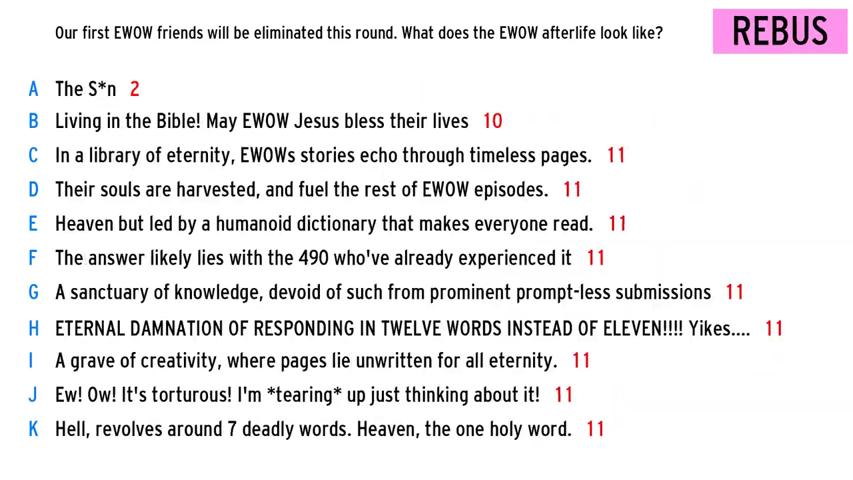 Our first EWOW friends will be eliminated this round. What does the EWOW afterlife look like?
REBUS
A The S*n 2
B Living in the Bible! May EWOW Jesus bless their lives 10
C In a library of eternity, EWOWs stories echo through timeless pages. 11
D Their souls are harvested, and fuel the rest of EWOW episodes. 11
E Heaven but led by a humanoid dictionary that makes everyone read. 11
F The answer likely lies with the 490 who've already experienced it 11
G A sanctuary of knowledge, devoid of such from prominent prompt-less submissions 11
H ETERNAL DAMNATION OF RESPONDING IN TWELVE WORDS INSTEAD OF ELEVEN!!!! Yikes.... 11
I A grave of creativity, where pages lie unwritten for all eternity. 11
J Ew! Ow! It's torturous! I'm *tearing* up just thinking about it! 11
K Hell, revolves around 7 deadly words. Heaven, the one holy word. 11